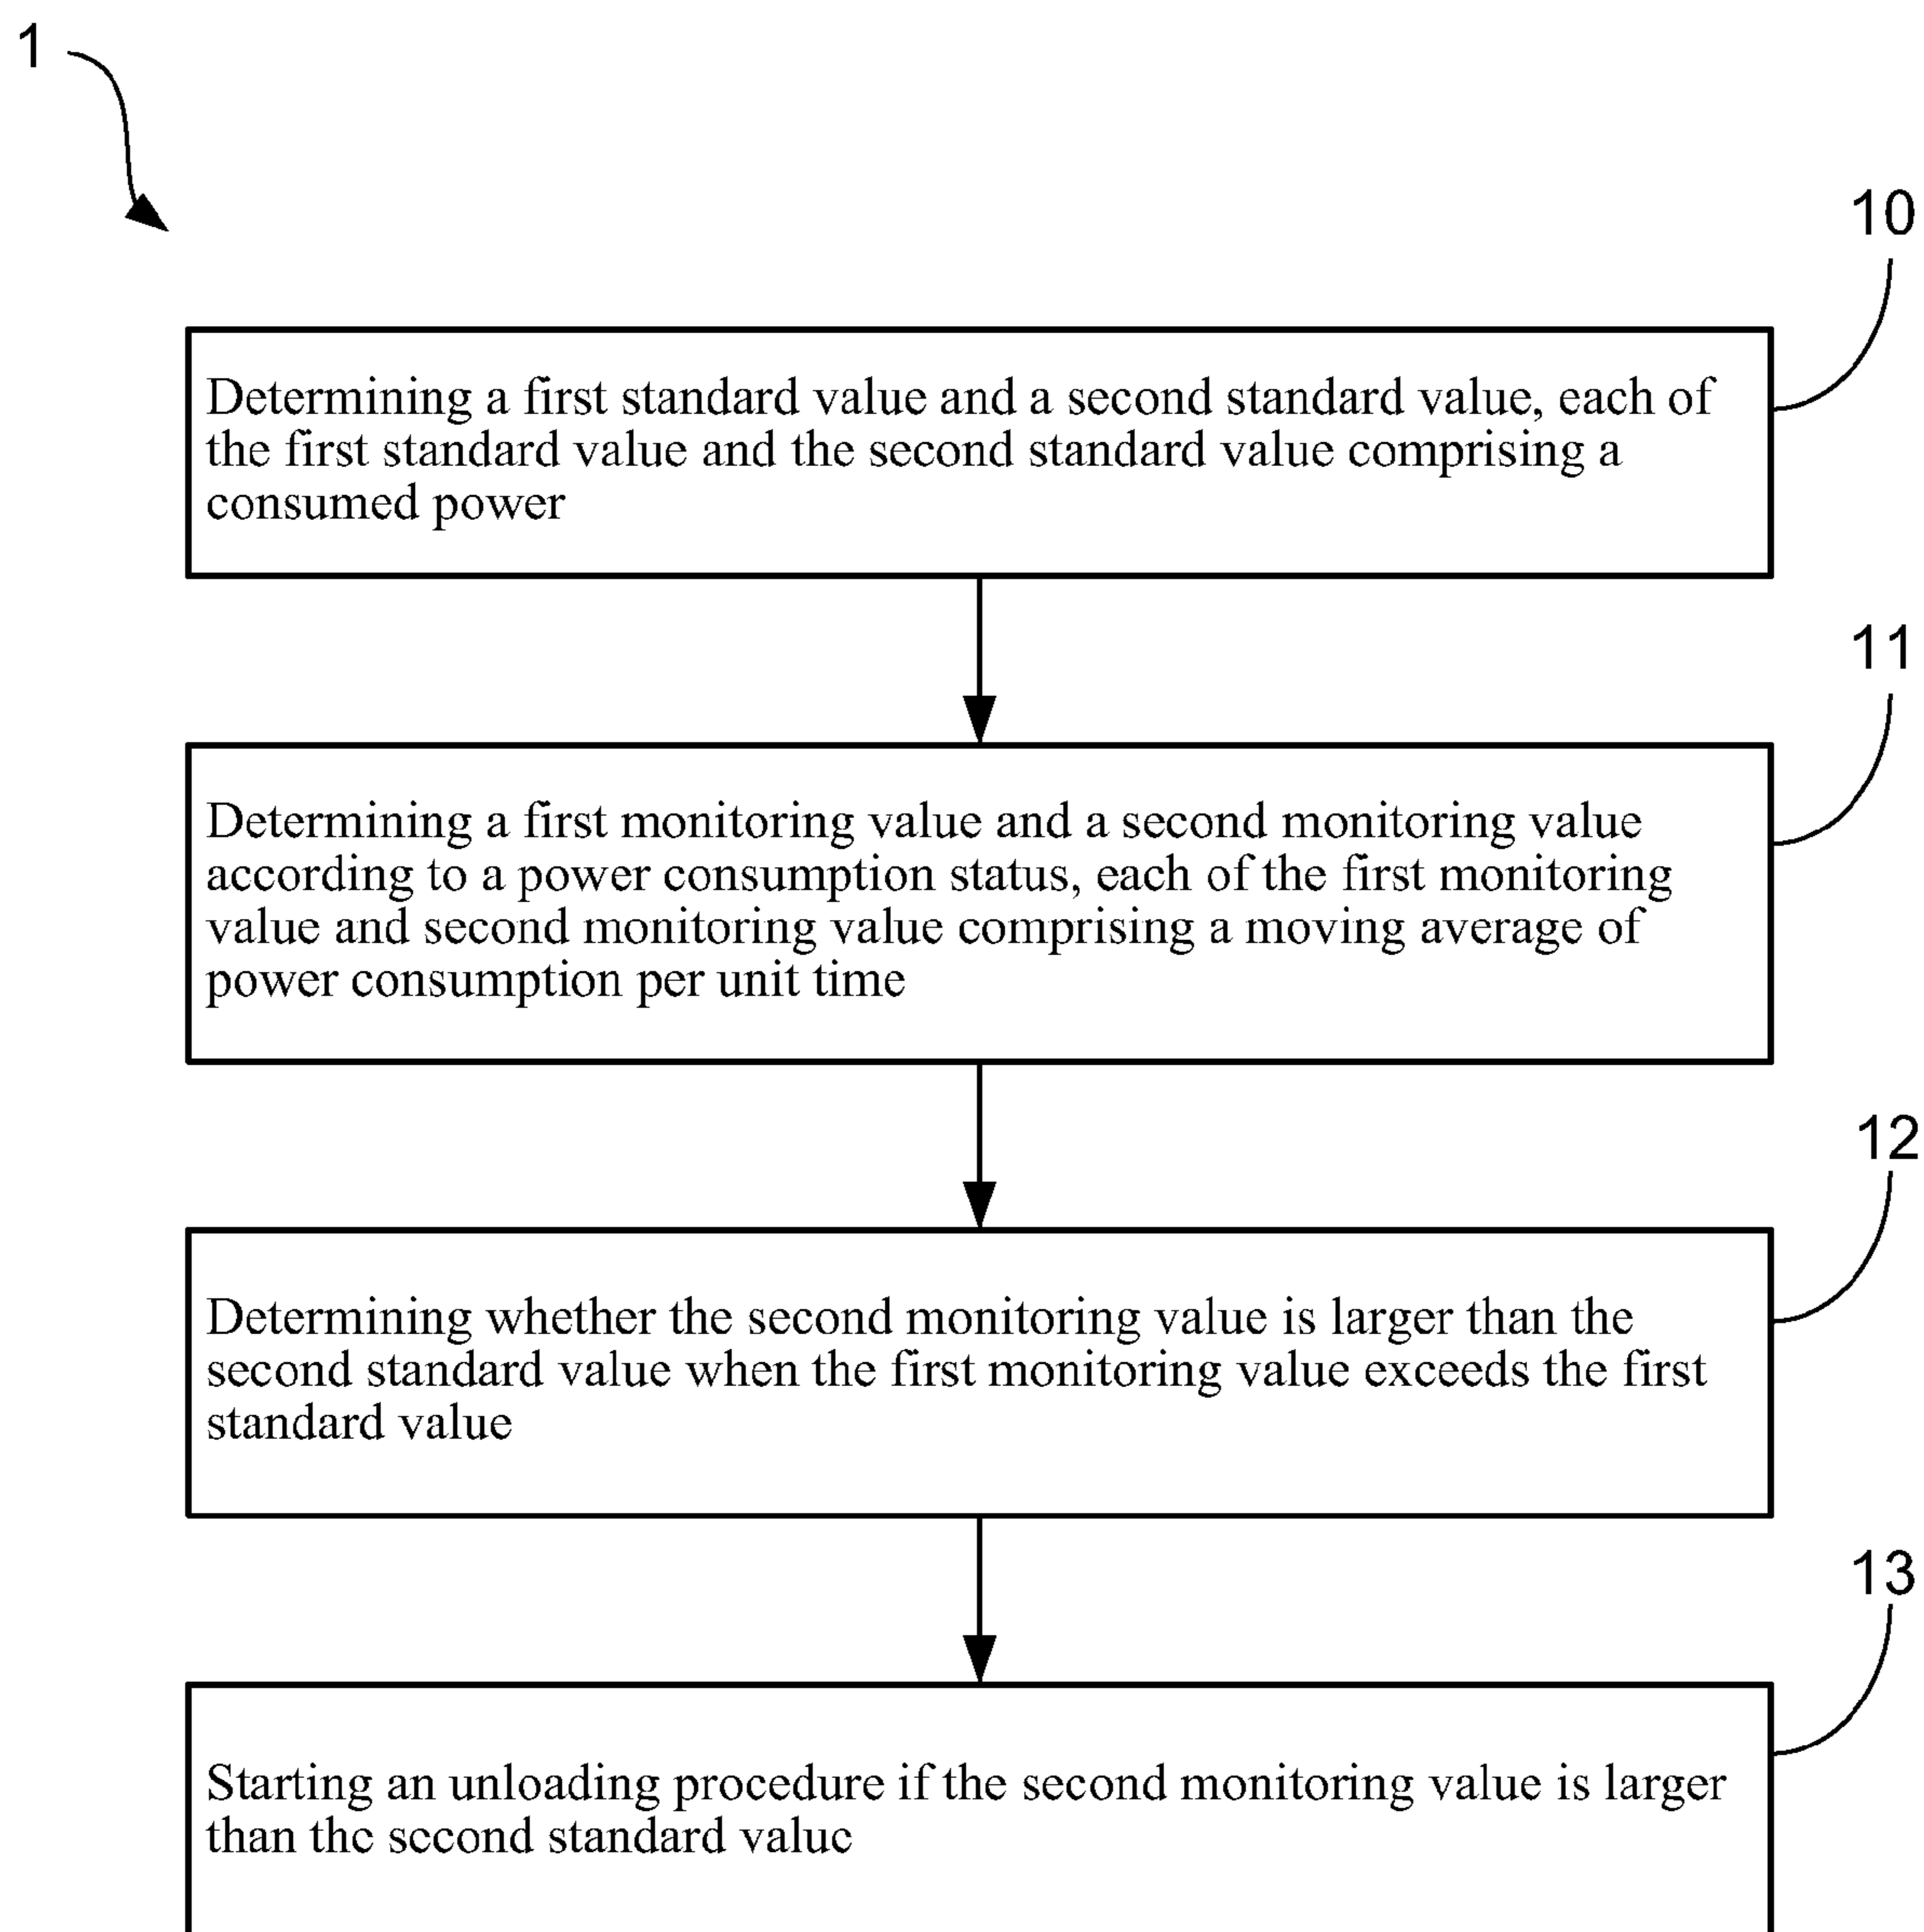 1
10
Determining a first standard value and a second standard value, each of
the first standard value and the second standard value comprising a
consumed power
11
Determining a first monitoring value and a second monitoring value
according to a power consumption status, each of the first monitoring
value and second monitoring value comprising a moving average of
power consumption per unit time
12
Determining whether the second monitoring value is larger than the
second standard value when the first monitoring value exceeds the first
standard value
13
Starting an unloading procedure if the second monitoring value is larger
than the second standard value